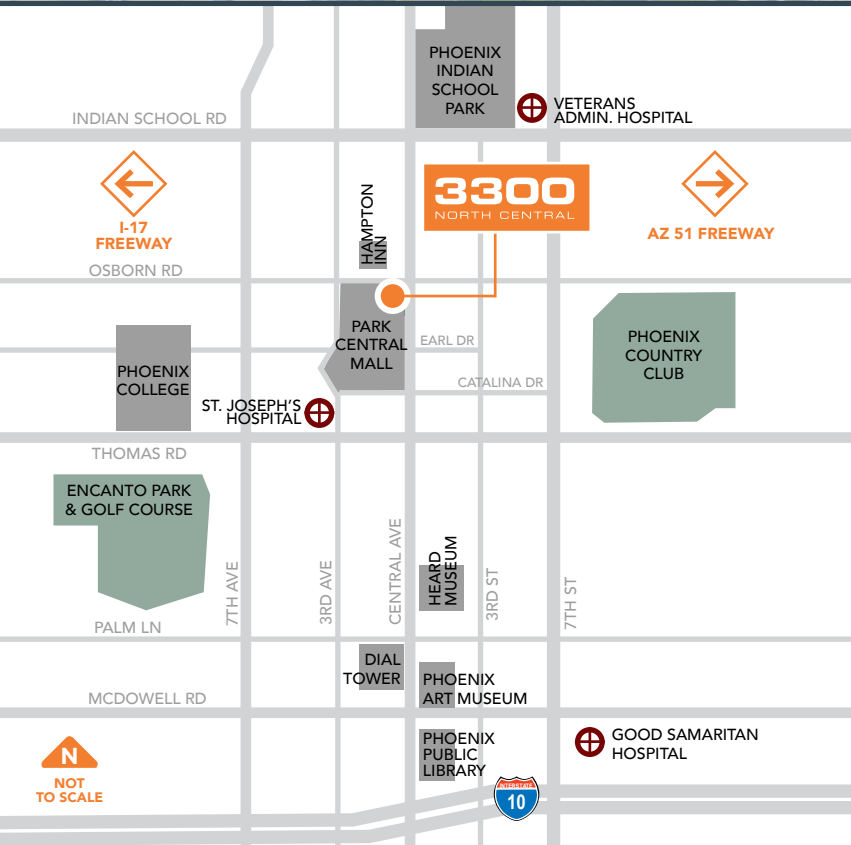 PHOENIX
INDIAN
SCHOOL
PARK
VETERANS
ADMIN. HOSPITAL
INDIAN SCHOOL RD
I-17
FREEWAY
HAMPTON
INN
3300
NORTH CENTRAL
AZ 51 FREEWAY
OSBORN RD
PARK
CENTRAL
MALL
EARL DR
PHOENIX
COUNTRY
CLUB
PHOENIX
COLLEGE
CATALINA DR
ST. JOSEPH'S
HOSPITAL
THOMAS RD
ENCANTO PARK
& GOLF COURSE
7TH AVE
3RD AVE
CENTRAL AVE
HEARD
MUSEUM
3RD ST
7TH ST
PALM LN
DIAL
TOWER
PHOENIX
ART MUSEUM
MCDOWELL RD
PHOENIX
PUBLIC
LIBRARY
GOOD SAMARITAN
HOSPITAL
N
NOT
TO SCALE
INTERSTATE
10